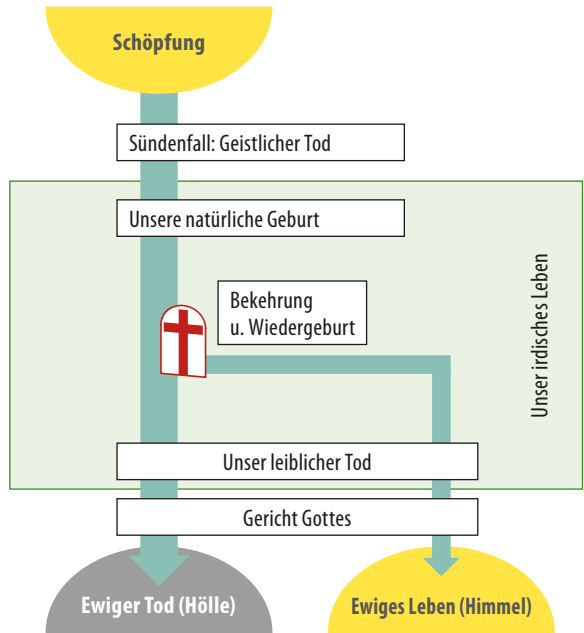 Schöpfung
Sündenfall: Geistlicher Tod
Unsere natürliche Geburt
Bekehrung
u. Wiedergeburt
Unser irdisches Leben
Unser leiblicher Tod
Gericht Gottes
Ewiger Tod (Hölle)
Ewiges Leben (Himmel)